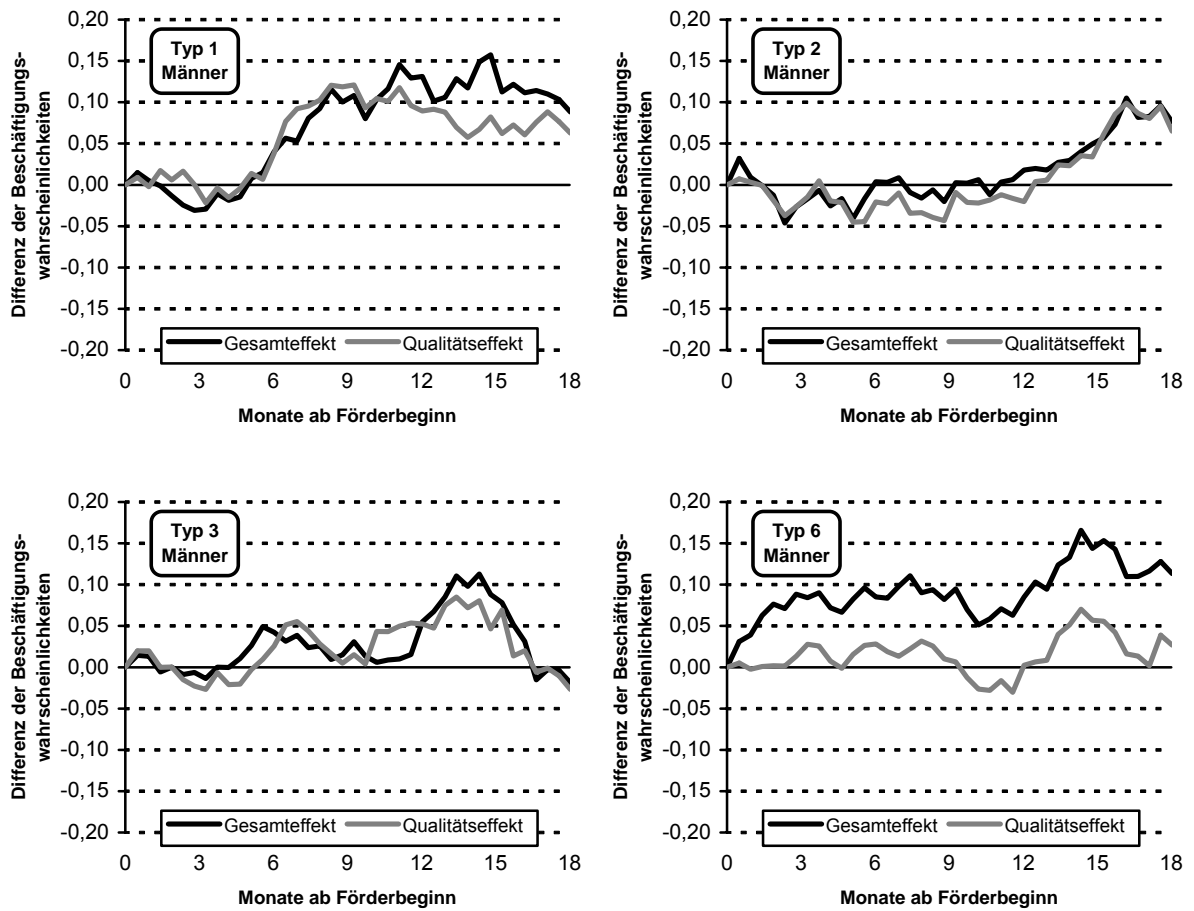 Differenz der Beschäftigungs-
wahrscheinlichkeiten
0,20
0,15
0,10
0,05
0,00
-0,05
-0,10
-0,15
-0,20
Typ 1
Männer
Gesamteffekt Qualitätseffekt
0 3 6 9 12 15 18
Monate ab Förderbeginn
Differenz der Beschäftigungs-
wahrscheinlichkeiten
0,20
0,15
0,10
0,05
0,00
-0,05
-0,10
-0,15
-0,20
Typ 2
Männer
Gesamteffekt Qualitätseffekt
0 3 6 9 12 15 18
Monate ab Förderbeginn
Differenz der Beschäftigungs-
wahrscheinlichkeiten
0,20
0,15
0,10
0,05
0,00
-0,05
-0,10
-0,15
-0,20
Typ 3
Männer
Gesamteffekt Qualitätseffekt
0 3 6 9 12 15 18
Monate ab Förderbeginn
Differenz der Beschäftigungs-
wahrscheinlichkeiten
0,20
0,15
0,10
0,05
0,00
-0,05
-0,10
-0,15
-0,20
Typ 6
Männer
Gesamteffekt Qualitätseffekt
0 3 6 9 12 15 18
Monate ab Förderbeginn